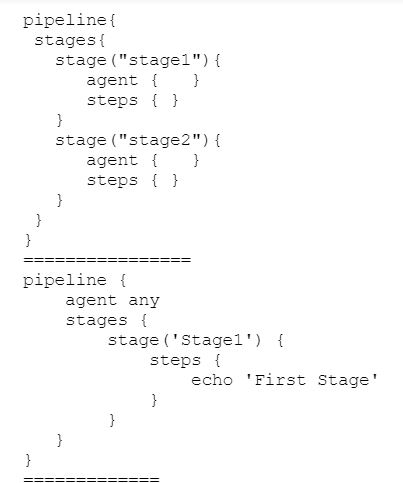 pipeline{
 stages{
   stage("stage1"){
      agent {   }
      steps { }
   }
   stage("stage2"){
      agent {   }
      steps { }
   }
 }
}
================
pipeline {
    agent any
    stages {
        stage('Stage1') {
            steps {
                echo 'First Stage'
            }
        }
    }
}
=============